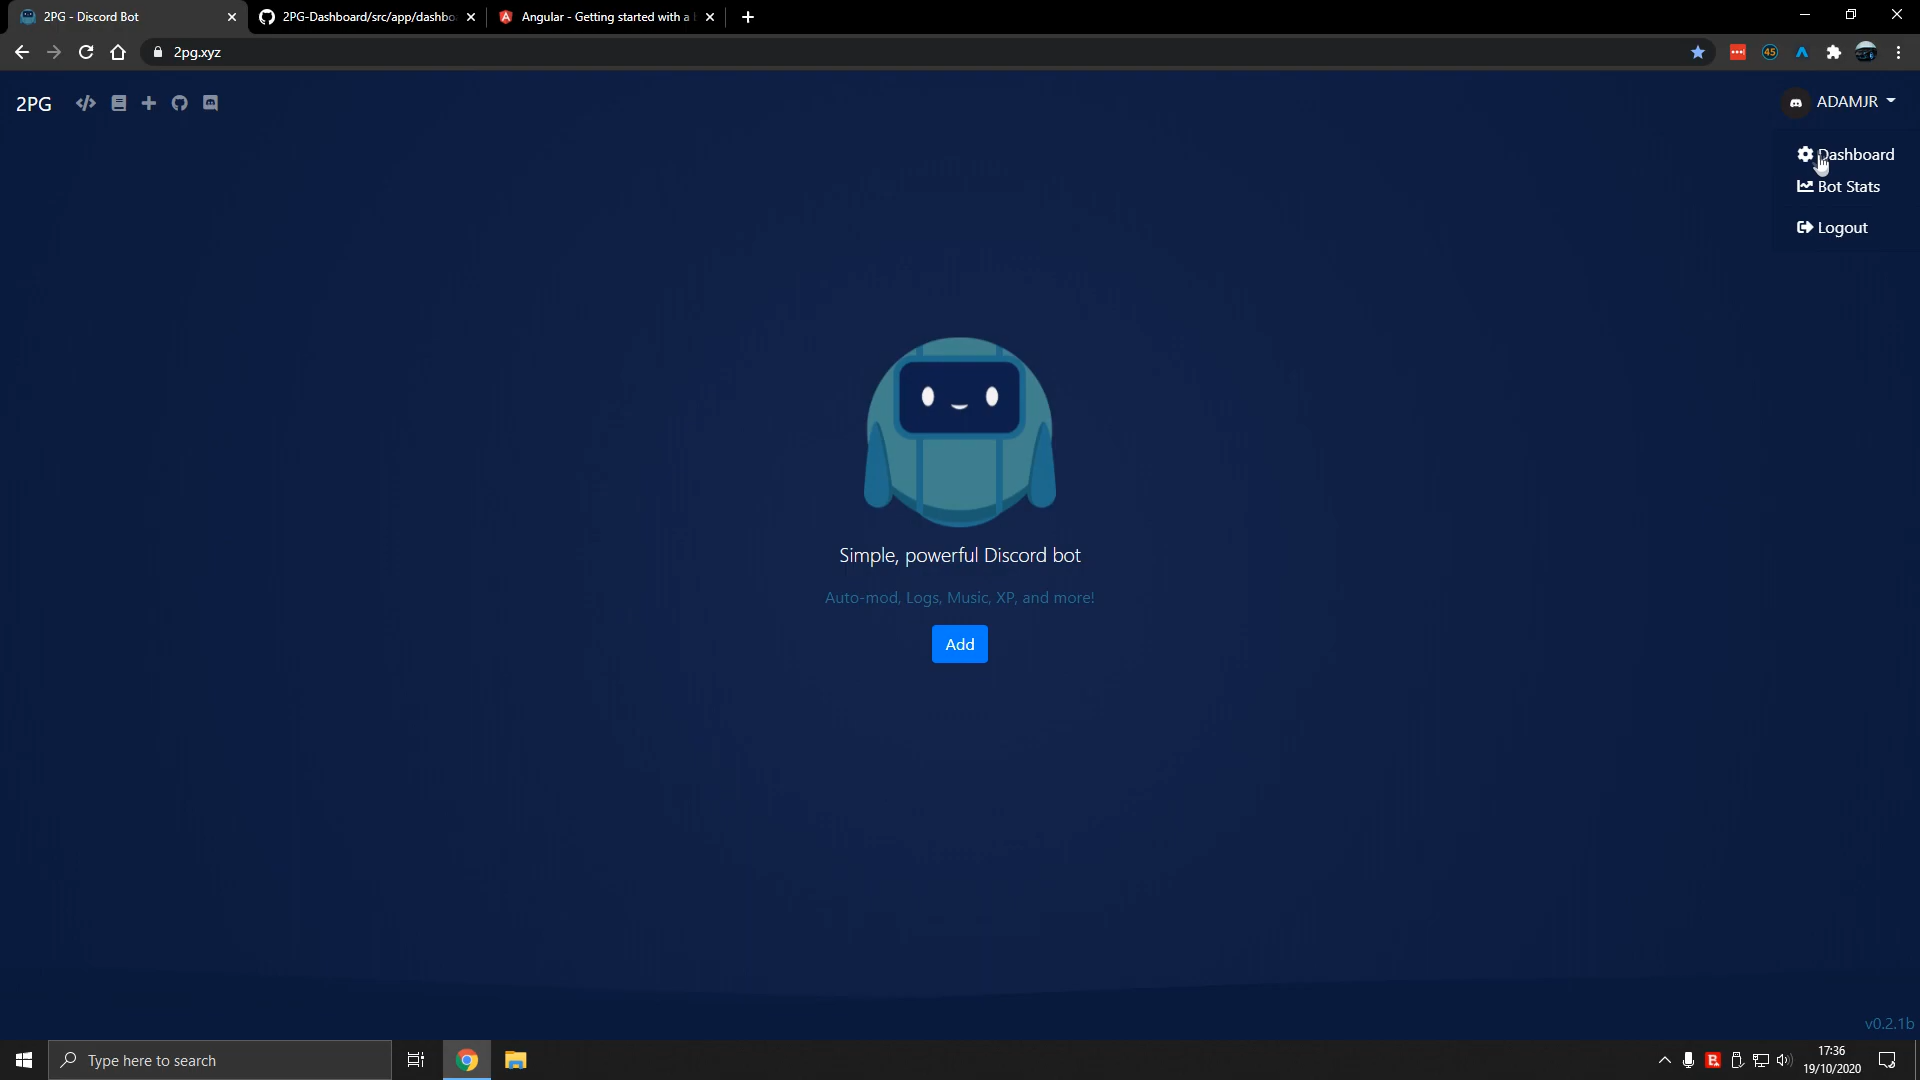 2PG - Discord Bot
2PG-Dashboard/src/app/dashbo
Angular - Getting started with a
2pg.xyz
45
2PG
ADAMJR
Dashboard
Bot Stats
Logout
Simple, powerful Discord bot
Auto-mod, Logs, Music, XP, and more!
Add
v0.2.1b
Type here to search
17:36
19/10/2020